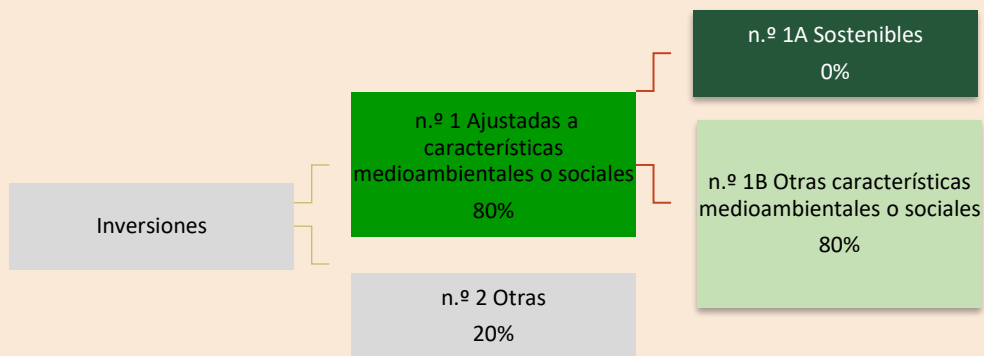 Inversiones
n.º 1 Ajustadas a
características
medioambientales o sociales
80%
n.º 2 Otras
20%
n.º 1A Sostenibles
0%
n.º 1B Otras características
medioambientales o sociales
80%